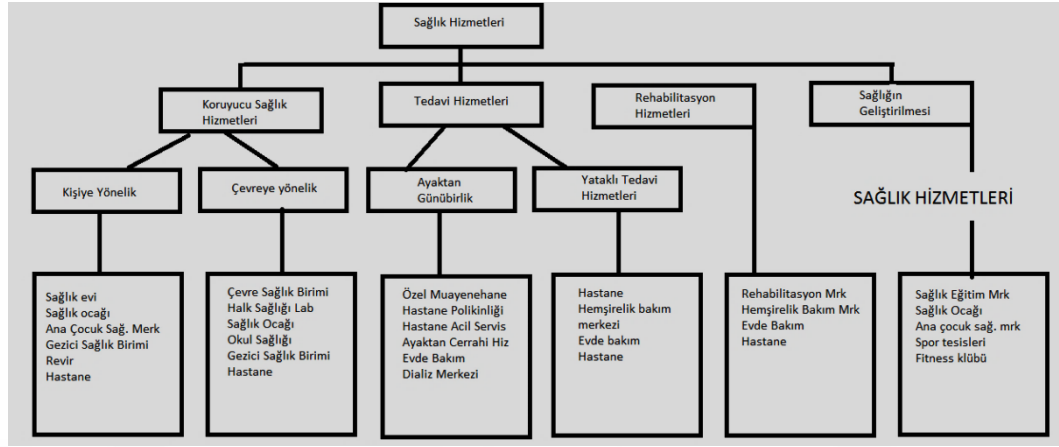 Sağlık Hizmetleri
Koruyucu Sağlık
Hizmetleri
Tedavi Hizmetleri
Rehabilitasyon
Hizmetleri
Sağlığın
Geliştirilmesi
Kişiye Yönelik
Çevreye yönelik
Ayaktan
Günübirlik
Yataklı Tedavi
Hizmetleri
SAĞLIK HİZMETLERİ
Sağlık evi
Sağlık ocağı
Ana Çocuk Sağ. Merk
Gezici Sağlık Birimi
Revir
Hastane
Çevre Sağlık Birimi
Halk Sağlığı Lab
Sağlık Ocağı
Okul Sağlığı
Gezici Sağlık Birimi
Hastane
Özel Muayenehane
Hastane Polikinliği
Hastane Acil Servis
Ayaktan Cerrahi Hiz
Evde Bakım
Dializ Merkezi
Hastane
Hemşirelik bakım
merkezi
Evde bakım
Hastane
Rehabilitasyon Mrk
Hemşirelik Bakım Mrk
Evde Bakım
Hastane
Sağlık Eğitim Mrk
Sağlık Ocağı
Ana çocuk sağ. mrk
Spor tesisleri
Fitness klübü